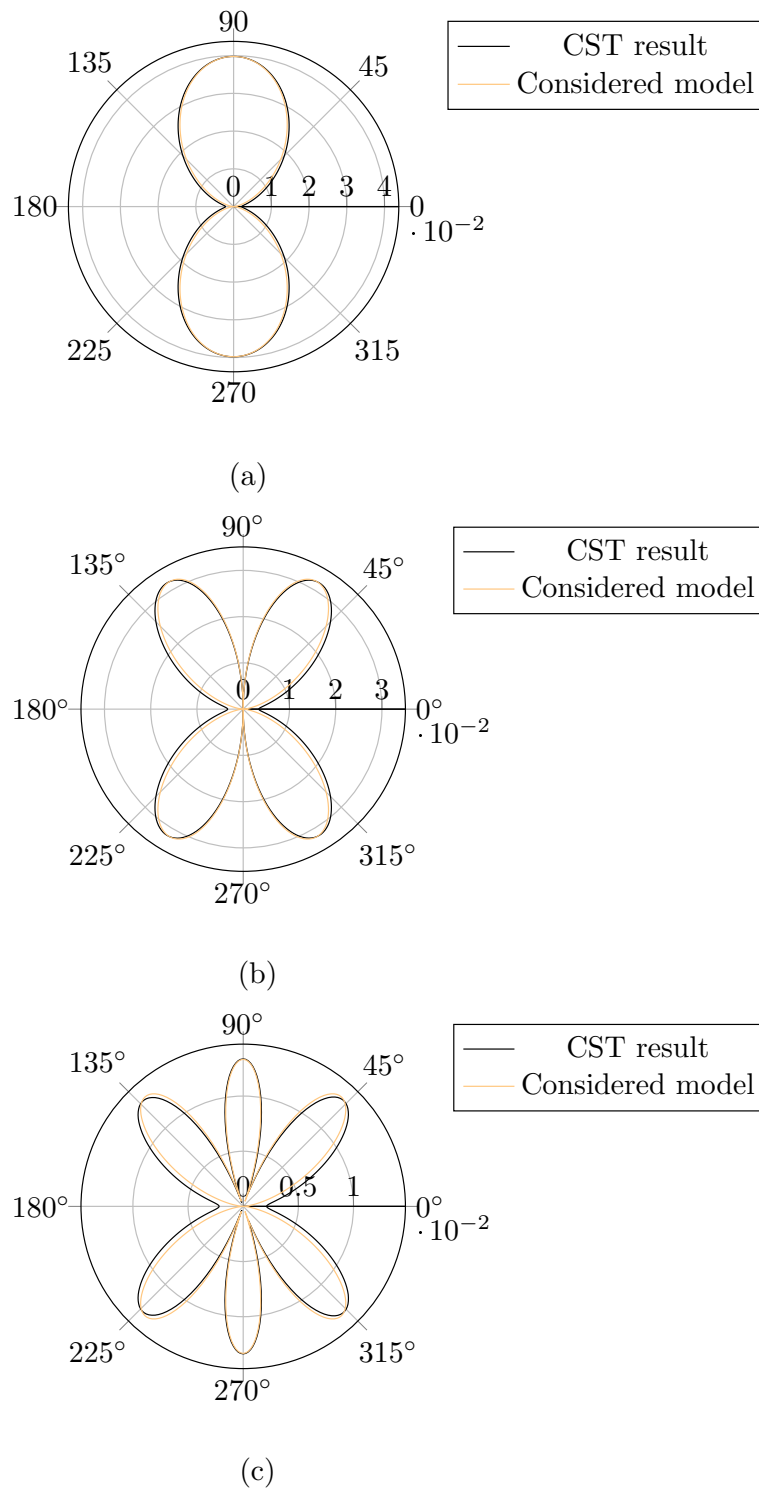 90
135
45
CST result
Considered model
0 1 2 3 4
180
0
· 10⁻²
225
315
270
(a)
90°
135°
45°
CST result
Considered model
0 1 2 3
180°
0°
· 10⁻²
225°
315°
270°
(b)
90°
135°
45°
CST result
Considered model
0 0.5 1
180°
0°
· 10⁻²
225°
315°
270°
(c)